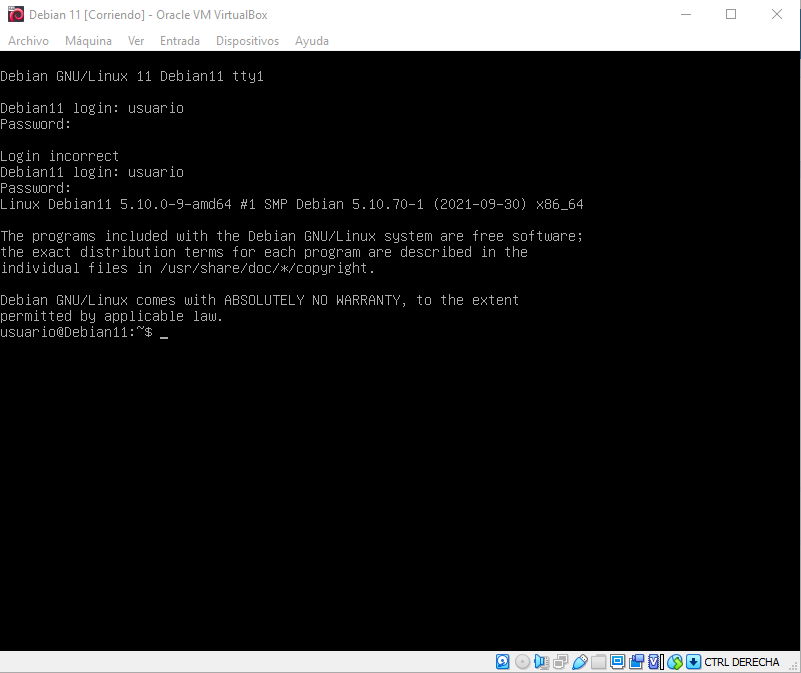 Debian 11 [Corriendo] - Oracle VM VirtualBox
Archivo Máquina Ver Entrada Dispositivos Ayuda
Debian GNU/Linux 11 Debian11 tty1
Debian11 login: usuario
Password:
Login incorrect
Debian11 login: usuario
Password:
Linux Debian11 5.10.0-9-amd64 #1 SMP Debian 5.10.70-1 (2021-09-30) x86_64
The programs included with the Debian GNU/Linux system are free software;
the exact distribution terms for each program are described in the
individual files in /usr/share/doc/*/copyright.
Debian GNU/Linux comes with ABSOLUTELY NO WARRANTY, to the extent
permitted by applicable law.
usuario@Debian11:~$ _
CTRL DERECHA